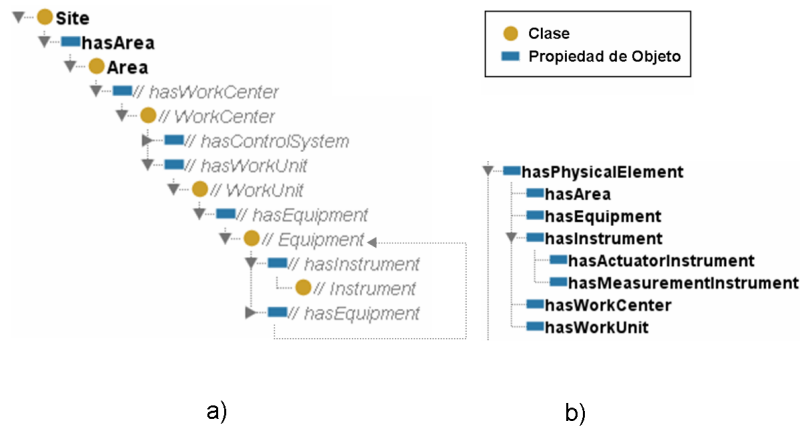 Site
hasArea
Area
// hasWorkCenter
// WorkCenter
// hasControlSystem
// hasWorkUnit
// WorkUnit
// hasEquipment
// Equipment
// hasInstrument
// Instrument
// hasEquipment
a)
Clase
Propiedad de Objeto
hasPhysicalElement
hasArea
hasEquipment
hasInstrument
hasActuatorInstrument
hasMeasurementInstrument
hasWorkCenter
hasWorkUnit
b)